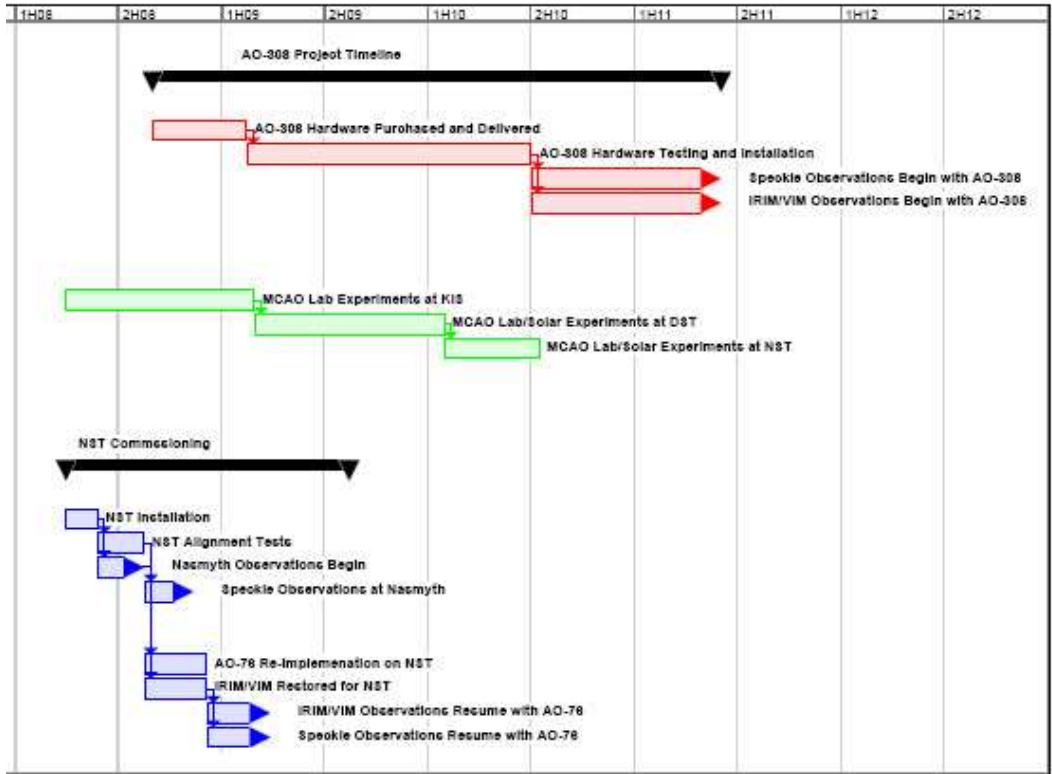 1H08 2H08 1H09 2H09 1H10 2H10 1H11 2H11 1H12 2H12
AO-308 Project Timeline
AO-308 Hardware Purchased and Delivered
AO-308 Hardware Testing and Installation
Speckle Observations Begin with AO-308
IRIM/VIM Observations Begin with AO-308
MCAO Lab Experiments at KIS
MCAO Lab/Solar Experiments at DST
MCAO Lab/Solar Experiments at NST
NST Commssioning
NST Installation
NST Alignment Tests
Nasmyth Observations Begin
Speckle Observations at Nasmyth
AO-76 Re-Implemenation on NST
IRIM/VIM Restored for NST
IRIM/VIM Observations Resume with AO-76
Speckle Observations Resume with AO-76